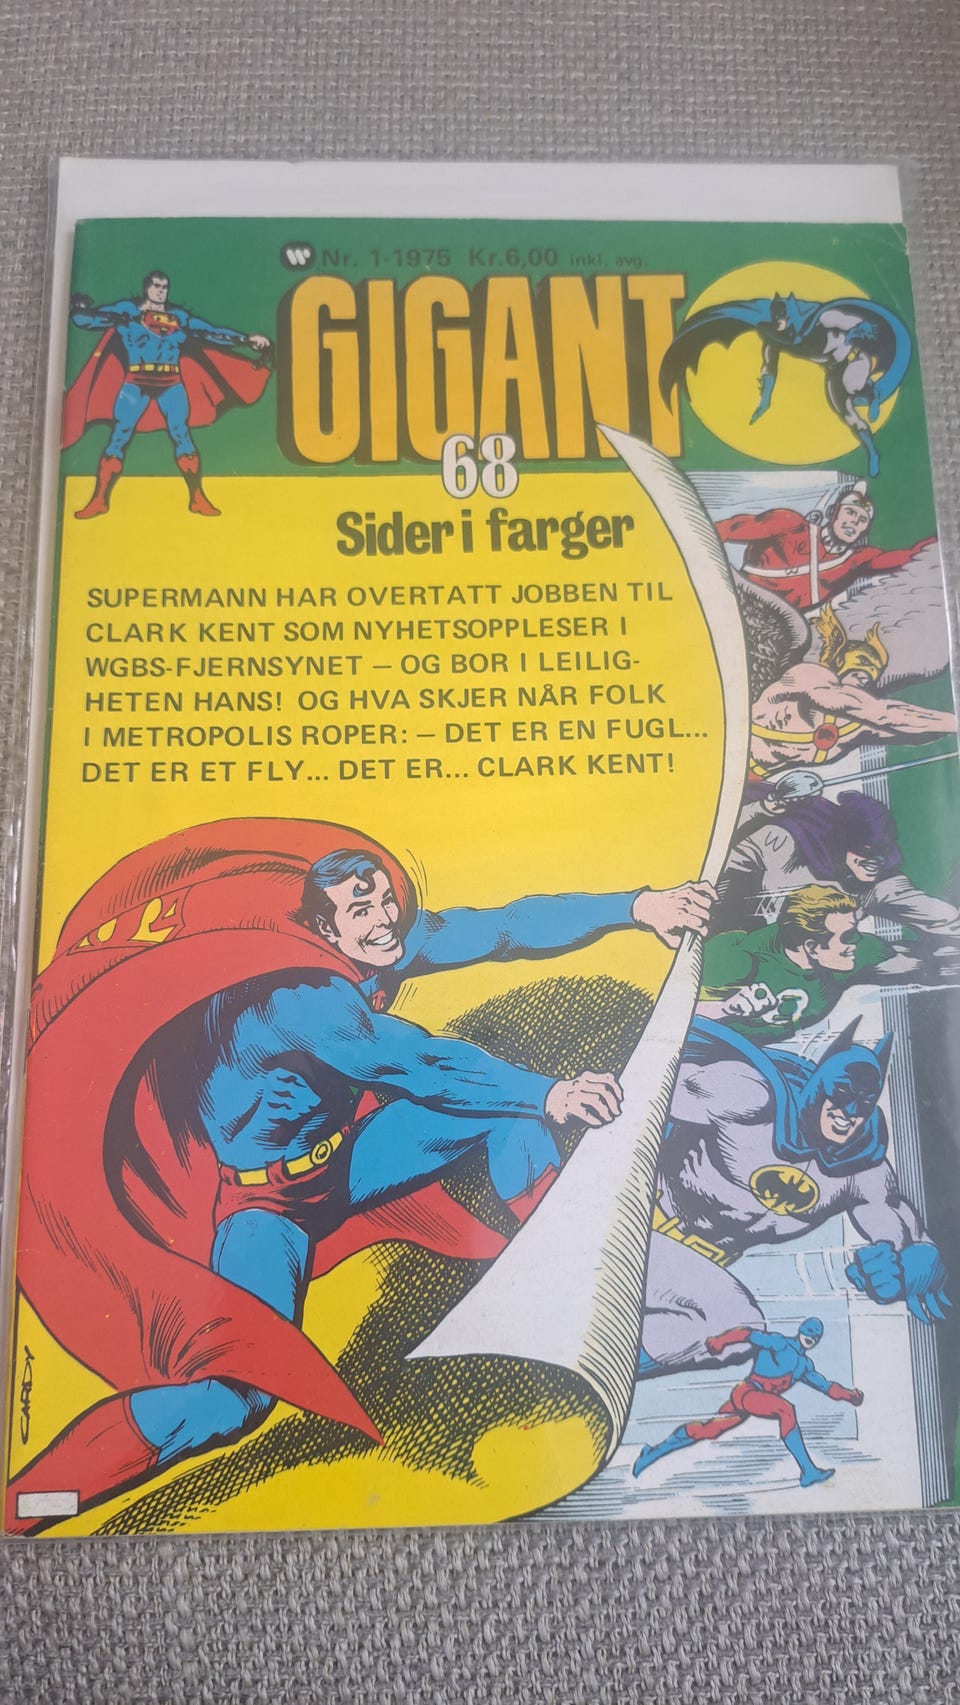 W Nr. 1-1975 Kr.6,00 inkl. avg.
GIGANT
68
Sider i farger
SUPERMANN HAR OVERTATT JOBBEN TIL
CLARK KENT SOM NYHETSOPPLESER I
WGBS-FJERNSYNET – OG BOR I LEILIG-
HETEN HANS! OG HVA SKJER NÅR FOLK
I METROPOLIS ROPER: – DET ER EN FUGL...
DET ER ET FLY... DET ER... CLARK KENT!
CARDY